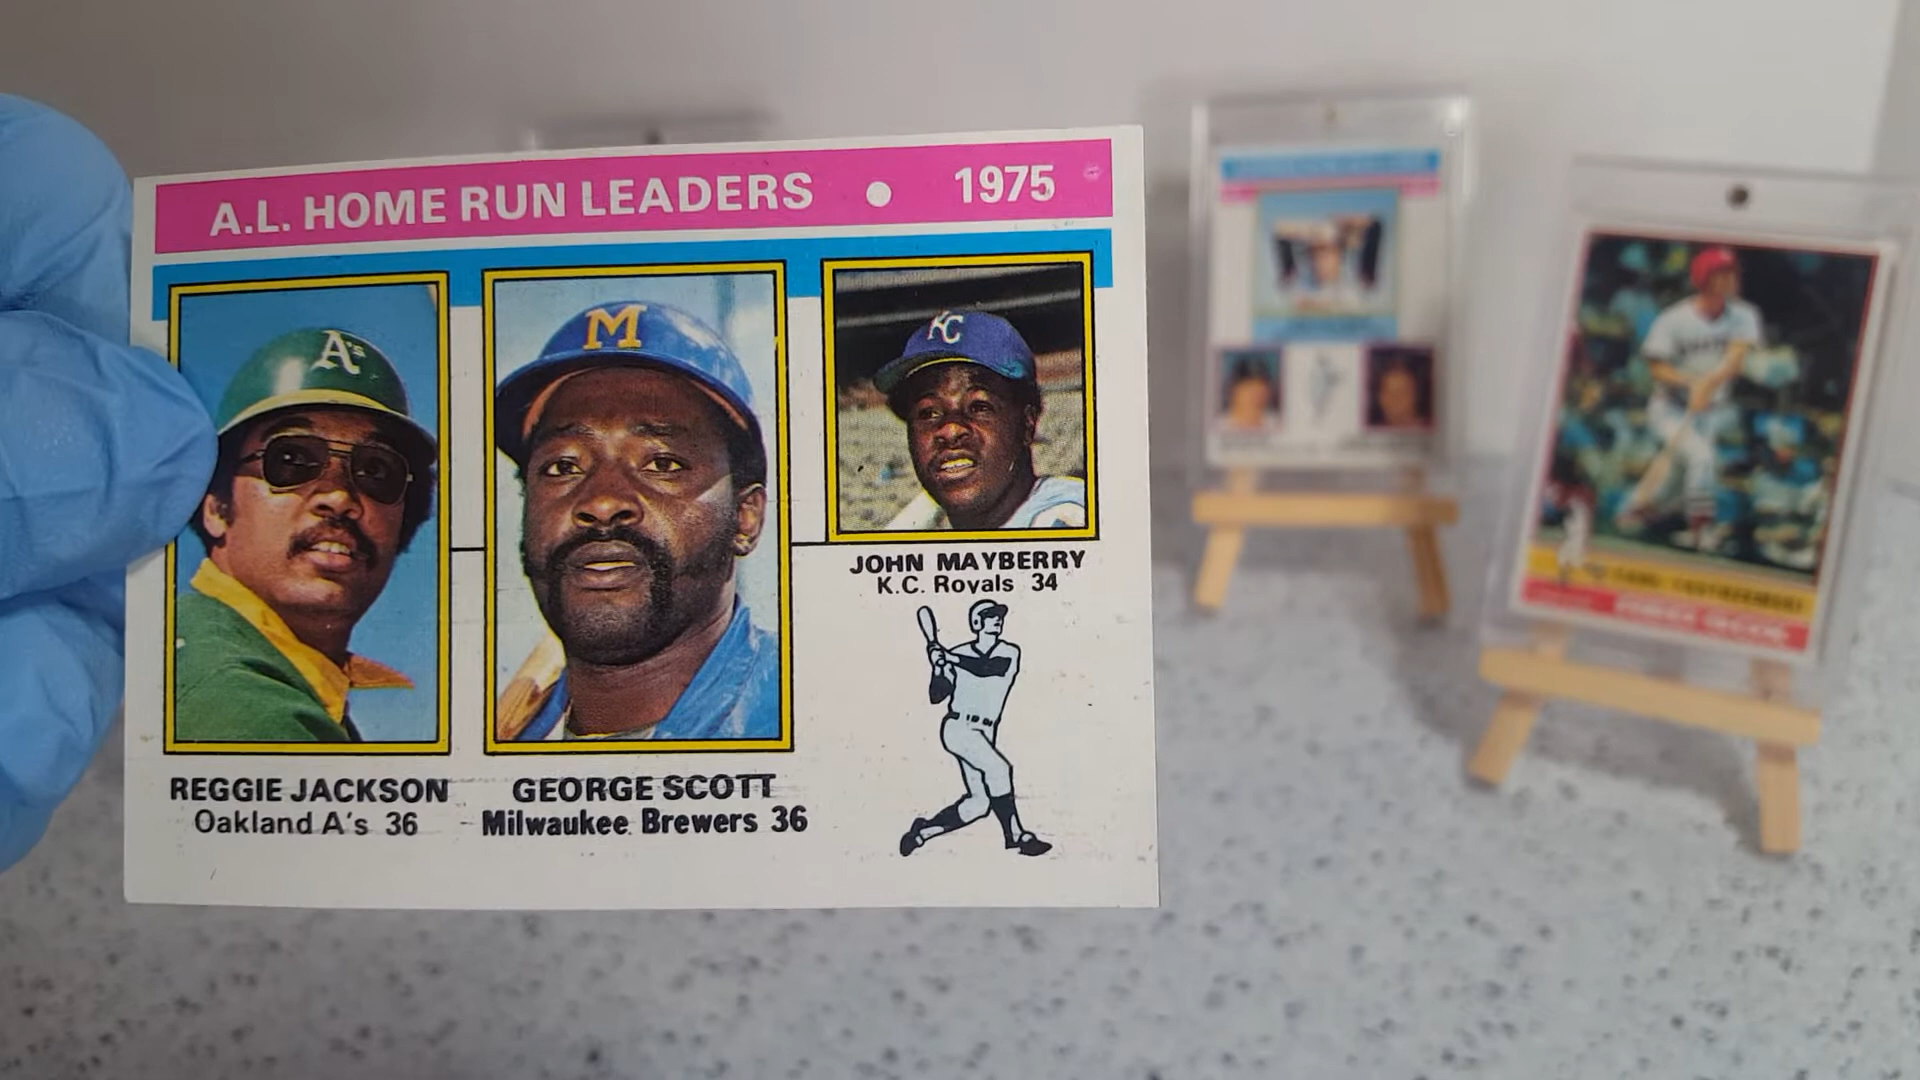 A.L. HOME RUN LEADERS • 1975
A's
M
KC
JOHN MAYBERRY
K.C. Royals 34
REGGIE JACKSON
Oakland A's 36
GEORGE SCOTT
Milwaukee Brewers 36